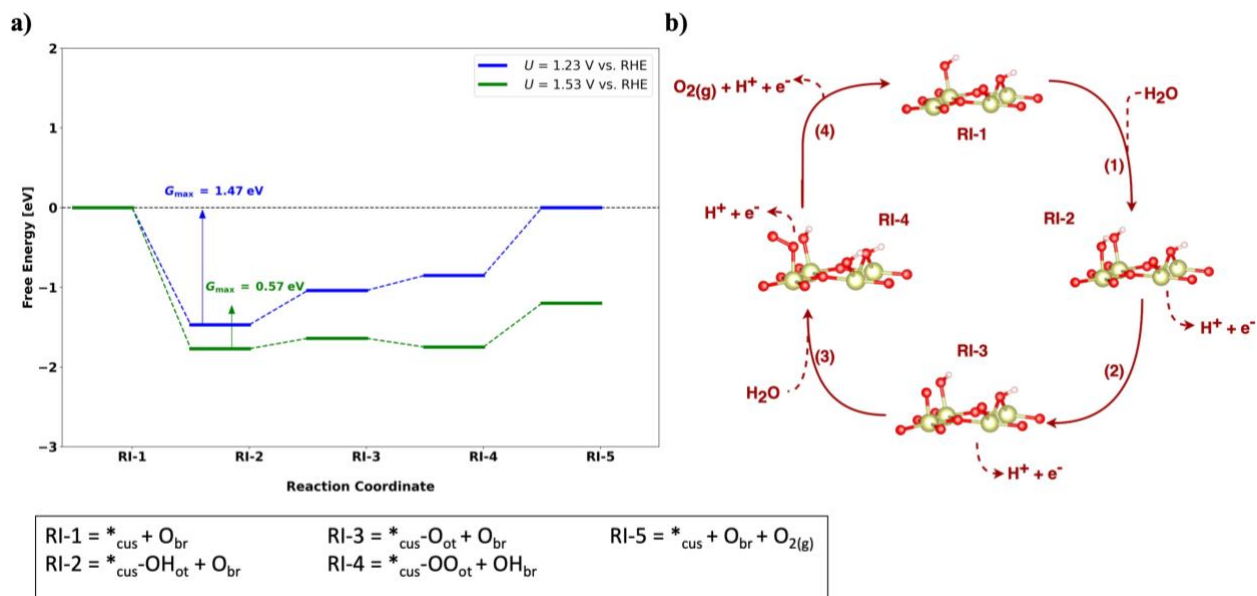 a)
b)
2
1
0
−1
−2
−3
Free Energy [eV]
U = 1.23 V vs. RHE
U = 1.53 V vs. RHE
Gmax = 1.47 eV
Gmax = 0.57 eV
RI-1 RI-2 RI-3 RI-4 RI-5
Reaction Coordinate
O2(g) + H+ + e-
H2O
RI-1
(4)
(1)
H+ + e-
RI-4
RI-2
H+ + e-
RI-3
(3)
(2)
H2O
H+ + e-
RI-1 = *cus + Obr RI-3 = *cus-Oot + Obr RI-5 = *cus + Obr + O2(g)
RI-2 = *cus-OHot + Obr RI-4 = *cus-OOot + OHbr